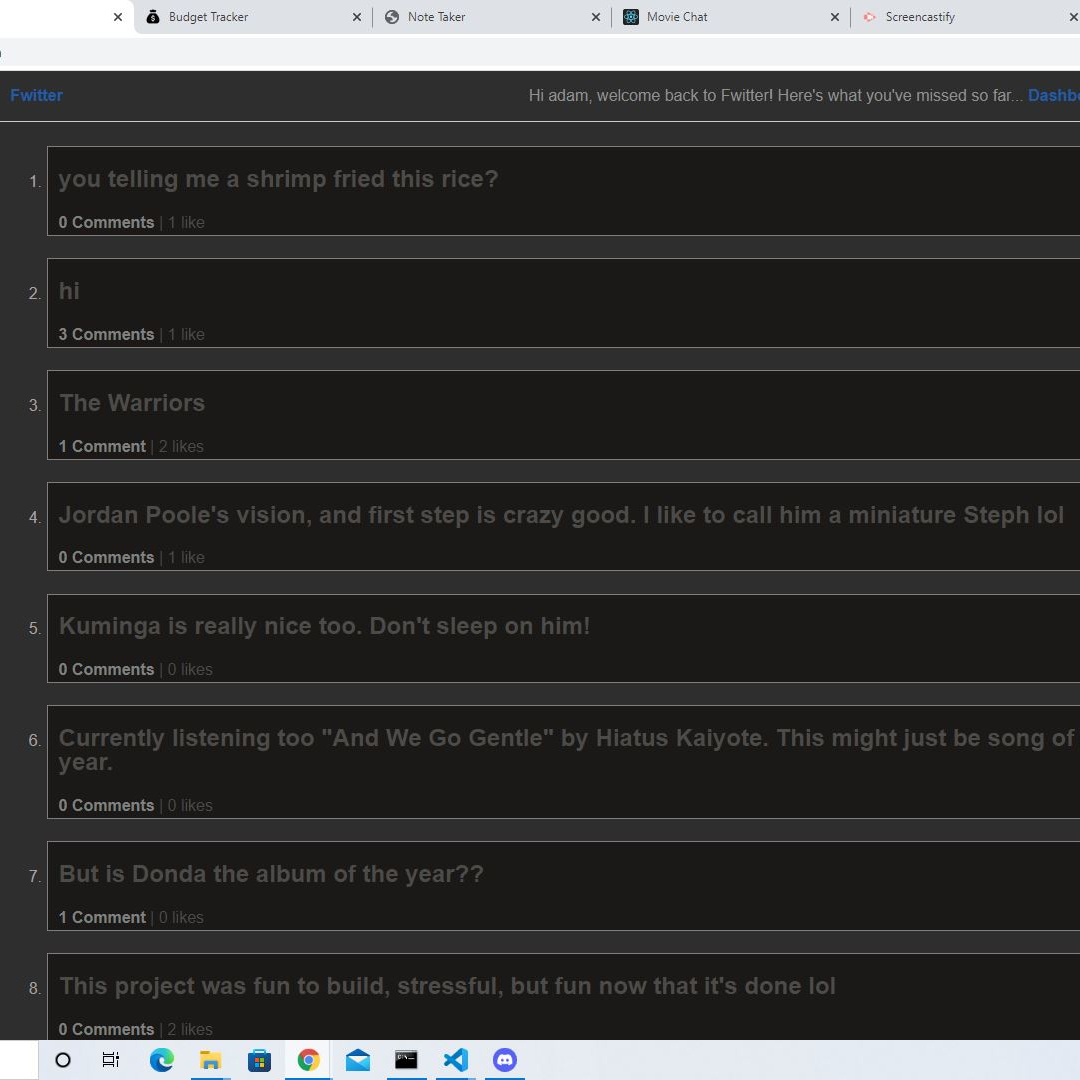 Budget Tracker Note Taker Movie Chat Screencastify
Fwitter Hi adam, welcome back to Fwitter! Here's what you've missed so far... Dashbo
1. you telling me a shrimp fried this rice?
0 Comments | 1 like
2. hi
3 Comments | 1 like
3. The Warriors
1 Comment | 2 likes
4. Jordan Poole's vision, and first step is crazy good. I like to call him a miniature Steph lol
0 Comments | 1 like
5. Kuminga is really nice too. Don't sleep on him!
0 Comments | 0 likes
6. Currently listening too "And We Go Gentle" by Hiatus Kaiyote. This might just be song of
year.
0 Comments | 0 likes
7. But is Donda the album of the year??
1 Comment | 0 likes
8. This project was fun to build, stressful, but fun now that it's done lol
0 Comments | 2 likes